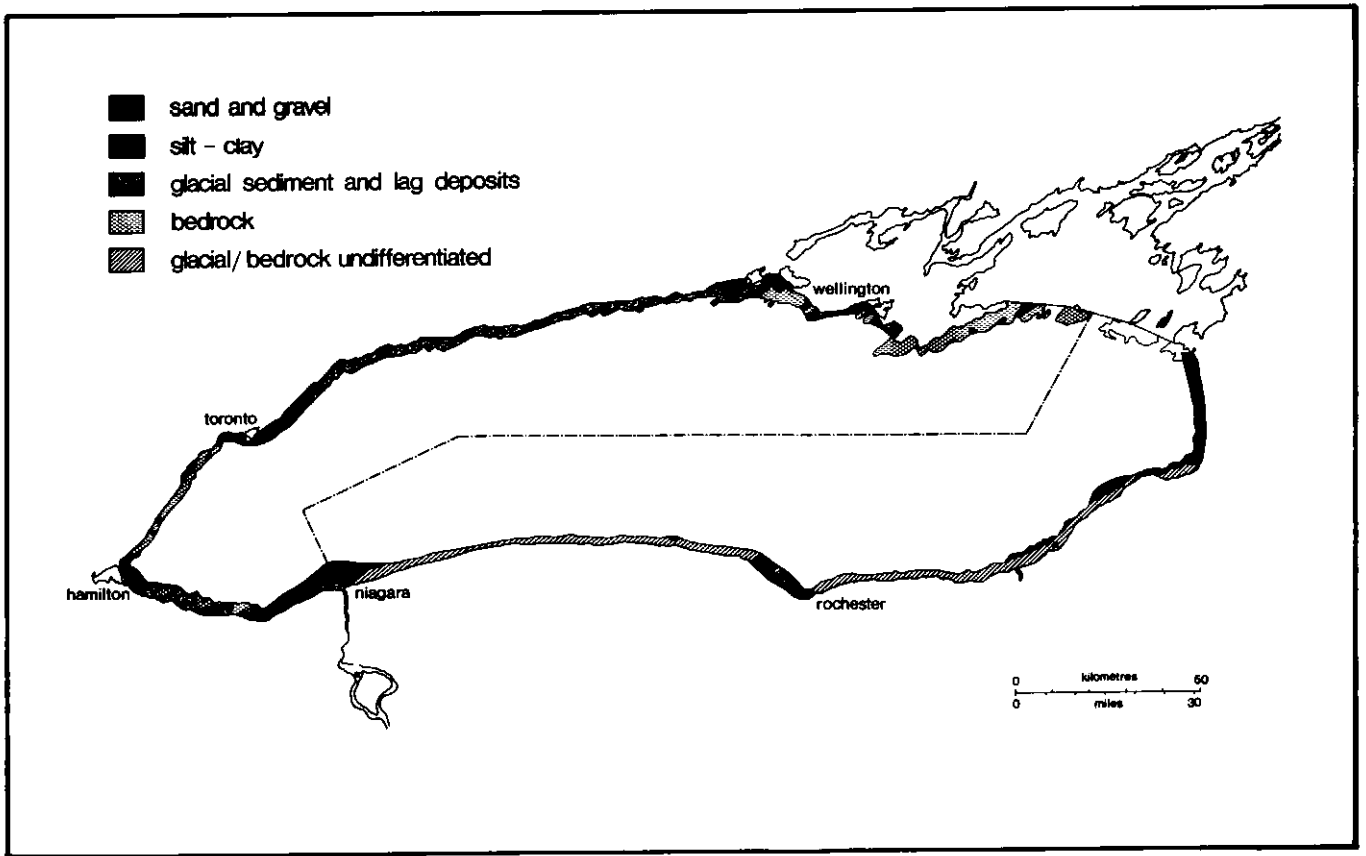 sand and gravel
silt - clay
glacial sediment and lag deposits
bedrock
glacial/bedrock undifferentiated
wellington
toronto
hamilton
niagara
rochester
0 kilometres 50
0 miles 30